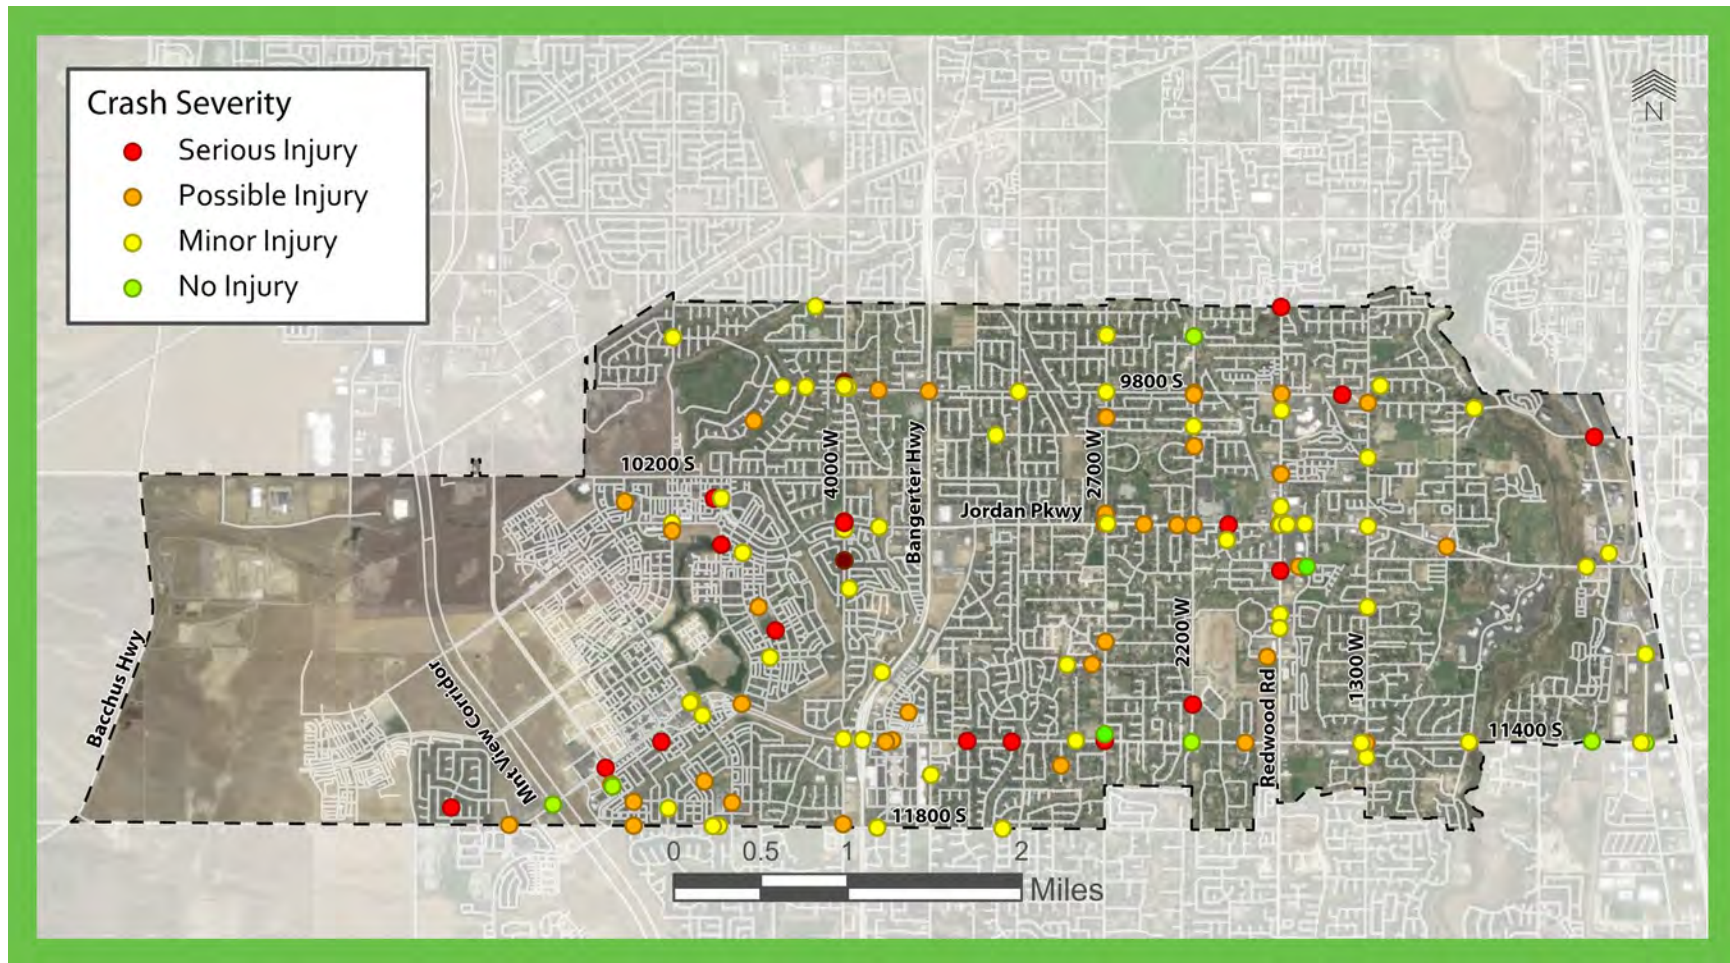 Crash Severity
Serious Injury
Possible Injury
Minor Injury
No Injury
N
9800 S
10200 S
4000 W
Bangerter Hwy
2700 W
Jordan Pkwy
2200 W
Redwood Rd
1300 W
Bacchus Hwy
Mnt View Corridor
11400 S
11800 S
0 0.5 1 2
Miles